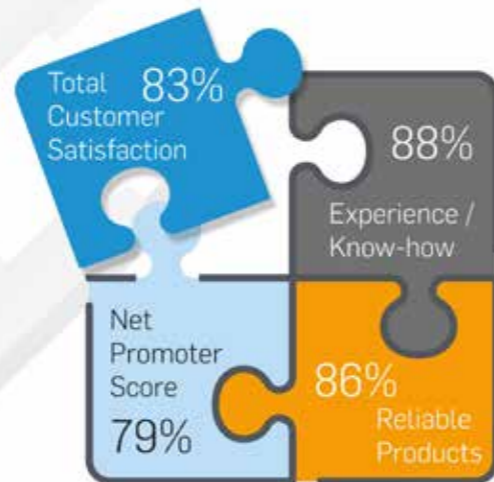 Total 83%
Customer
Satisfaction
88%
Experience /
Know-how
Net
Promoter
Score
79%
86%
Reliable
Products